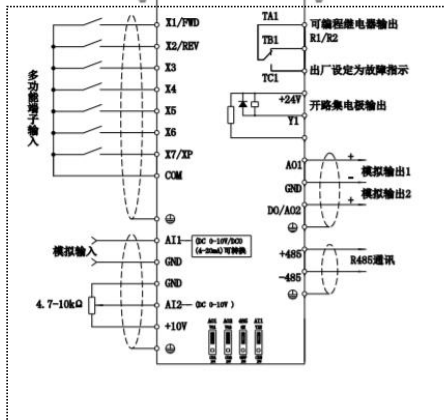 X1/FWD
X2/REV
X3
X4
X5
X6
X7/XP
COM
多功能端子输入
模拟输入
AI1
(DC 0-10V/DC0
(4-20mA)可转换
GND
GND
4.7-10kΩ
AI2
(DC 0-10V )
+10V
TA1
可编程继电器输出
TB1
R1/R2
TC1
出厂设定为故障指示
+24V
开路集电极输出
Y1
AO1
+
模拟输出1
GND
-
模拟输出2
DO/AO2
+
+485
R485通讯
-485